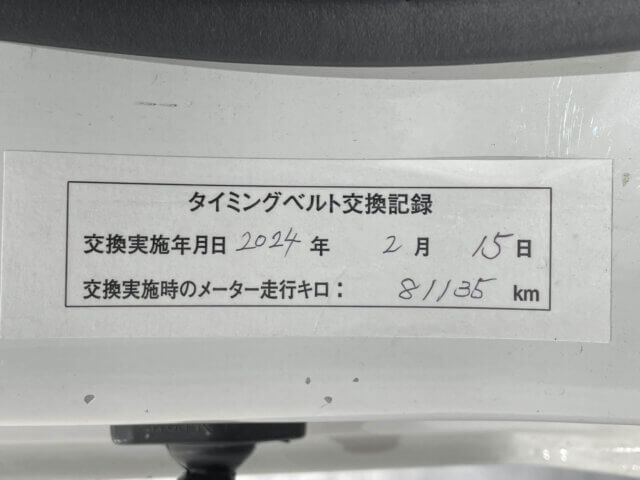 タイミングベルト交換記録
交換実施年月日 2024 年 2 月 15 日
交換実施時のメーター走行キロ： 81135 km